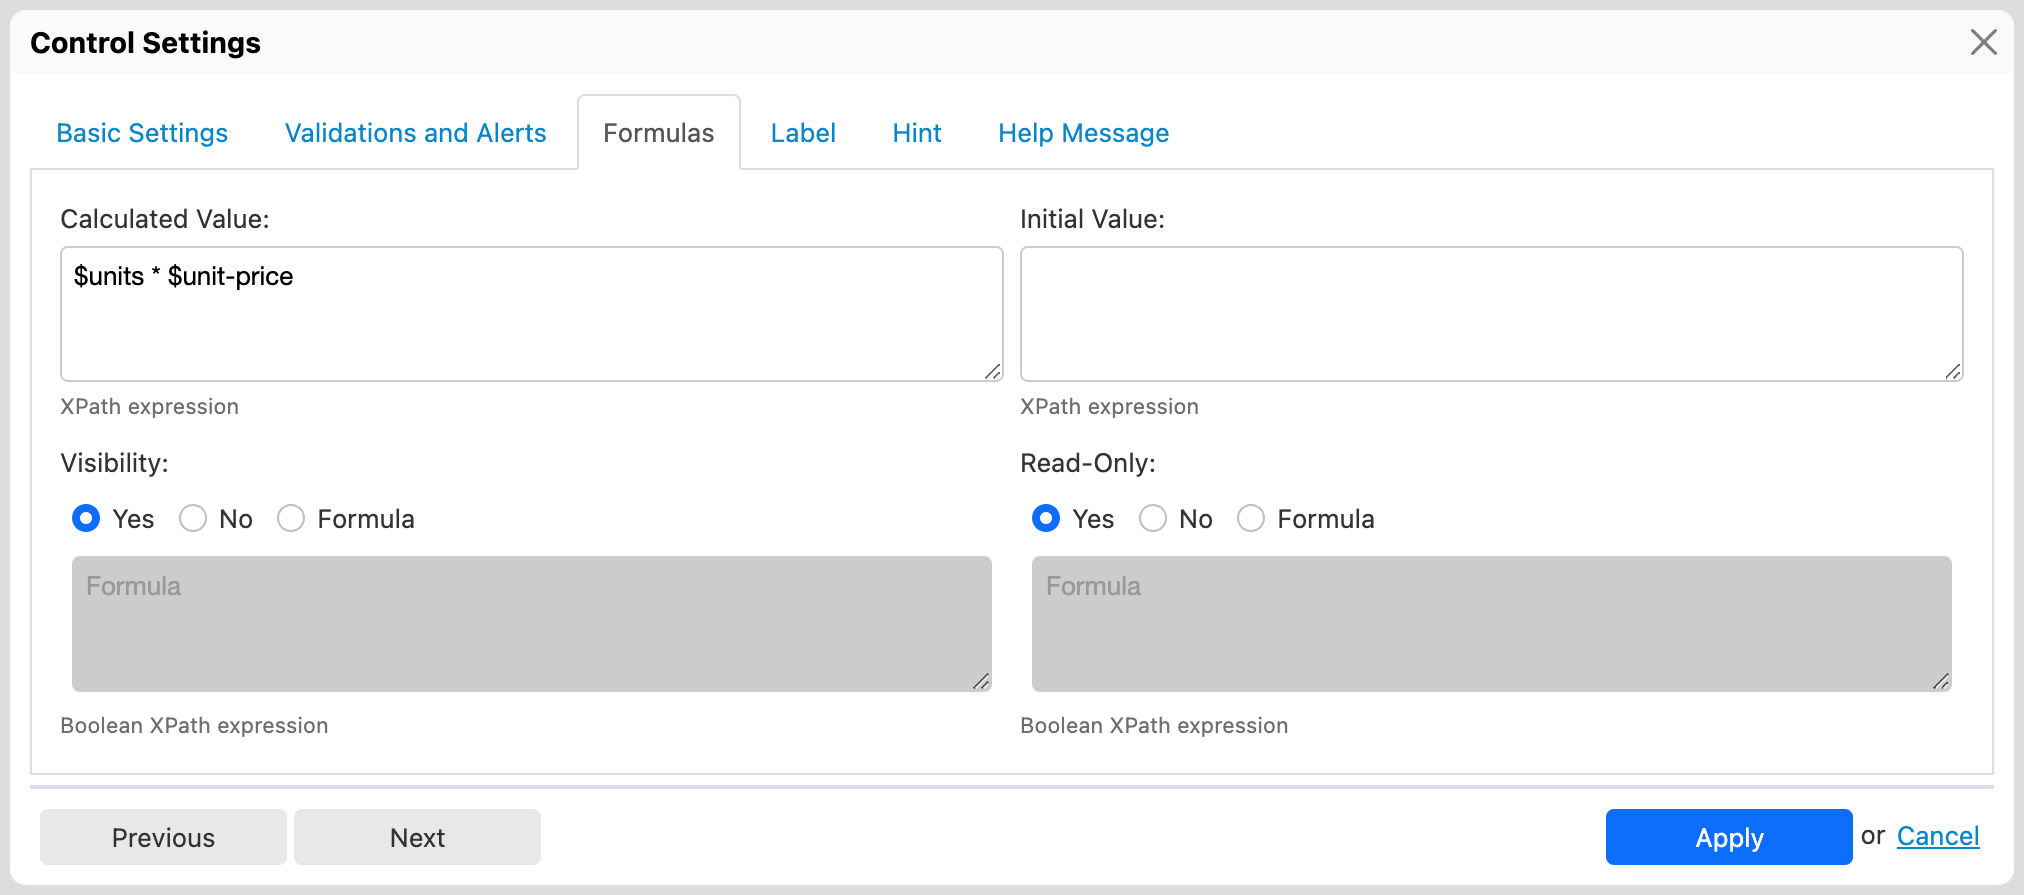 Control Settings
Basic Settings Validations and Alerts Formulas Label Hint Help Message
Calculated Value: Initial Value:
$units * $unit-price
XPath expression XPath expression
Visibility: Read-Only:
Yes No Formula Yes No Formula
Formula Formula
Boolean XPath expression Boolean XPath expression
Previous Next Apply or Cancel